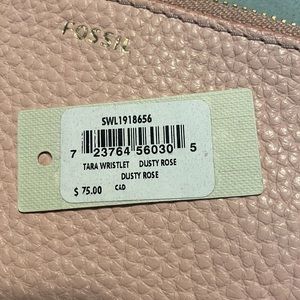 FOSSIL
SWL1918656
7 23764 56030 5
TARA WRISTLET DUSTY ROSE
DUSTY ROSE
$ 75.00 CAD